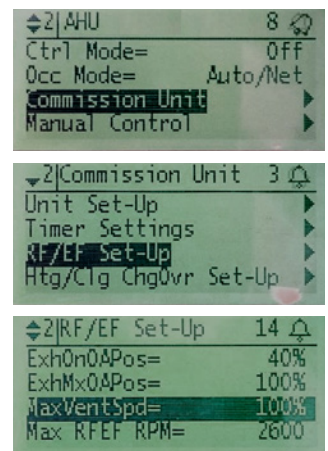 2| AHU 8
Ctrl Mode= Off
Occ Mode= Auto/Net
Commission Unit
Manual Control
2|Commission Unit 3
Unit Set-Up
Timer Settings
RF/EF Set-Up
Htg/Clg ChgOvr Set-Up
2|RF/EF Set-Up 14
ExhOnOAPos= 40%
ExhMxOAPos= 100%
MaxVentSpd= 100%
Max RFEF RPM= 2600